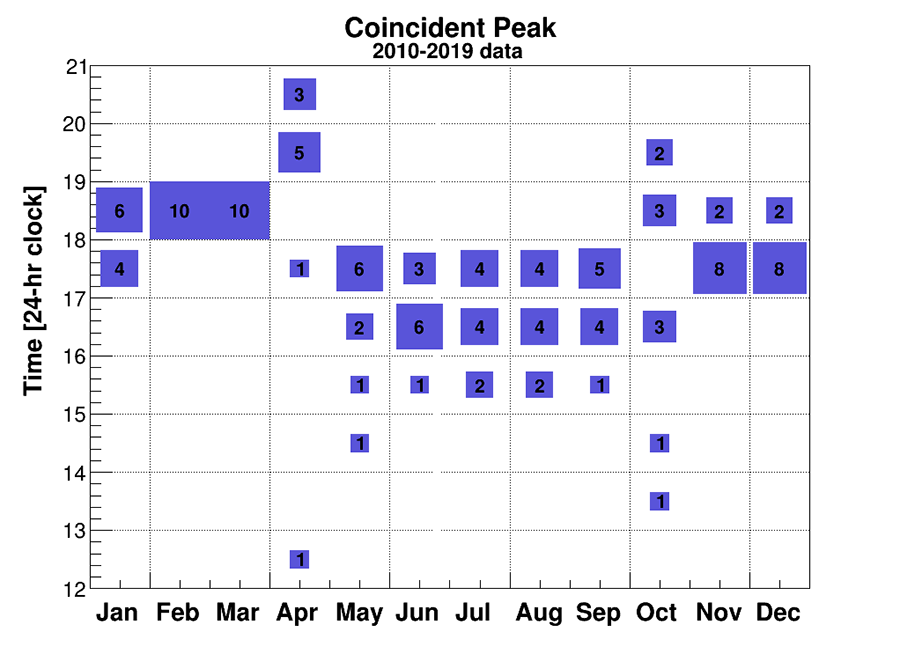 Coincident Peak
2010-2019 data
Time [24-hr clock]
21
3
20
5
2
19
6 10 10 3 2 2
18
4 1 6 3 4 4 5 8 8
17
2 6 4 4 4 3
16
1 1 2 2 1
15
1 1
14
1
13
1
12
Jan Feb Mar Apr May Jun Jul Aug Sep Oct Nov Dec